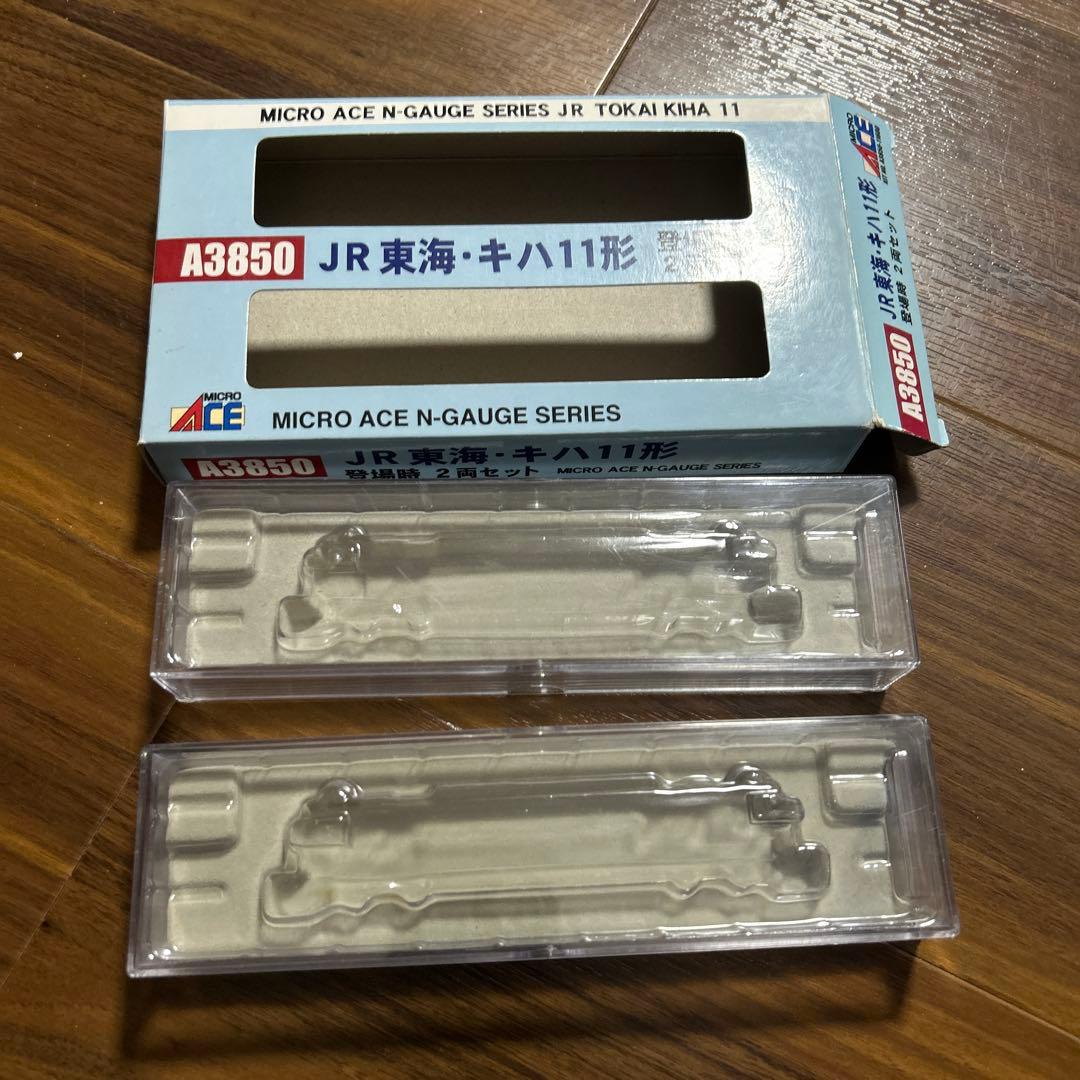 MICRO ACE N-GAUGE SERIES JR TOKAI KIHA 11
A3850 JR東海・キハ11形 登場
2
MICRO ACE
MICRO ACE N-GAUGE SERIES
A3850 JR東海・キハ11形
登場時 2両セット MICRO ACE N-GAUGE SERIES
MICRO ACE
A3850 JR東海・キハ11形
登場時 2両セット